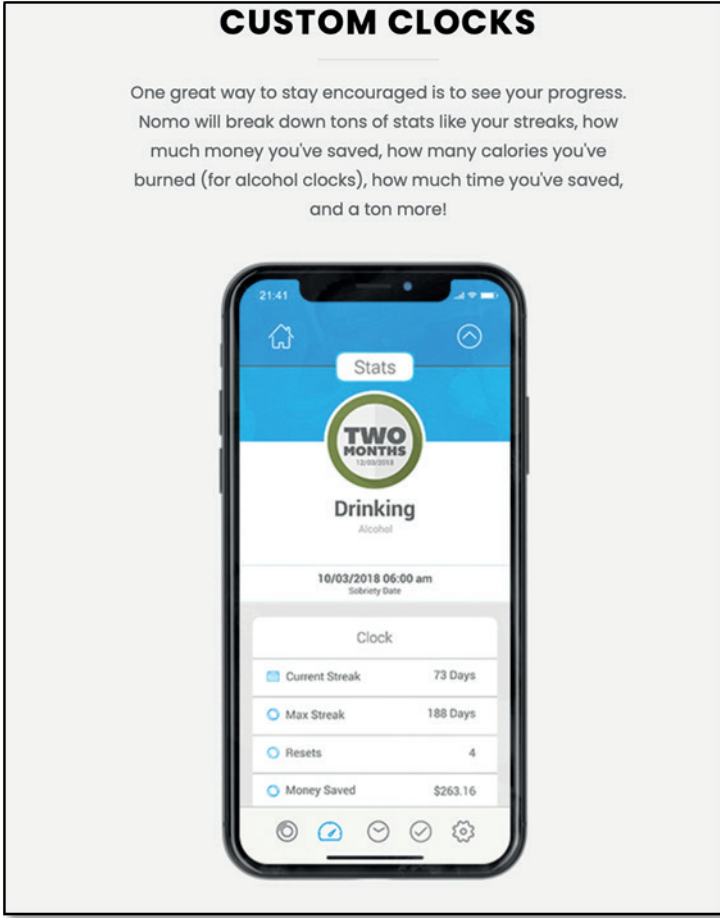 CUSTOM CLOCKS
One great way to stay encouraged is to see your progress.
Nomo will break down tons of stats like your streaks, how
much money you've saved, how many calories you've
burned (for alcohol clocks), how much time you've saved,
and a ton more!
21:41
Stats
TWO
MONTHS
12/03/2018
Drinking
Alcohol
10/03/2018 06:00 am
Sobriety Date
Clock
Current Streak 73 Days
Max Streak 188 Days
Resets 4
Money Saved $263.16